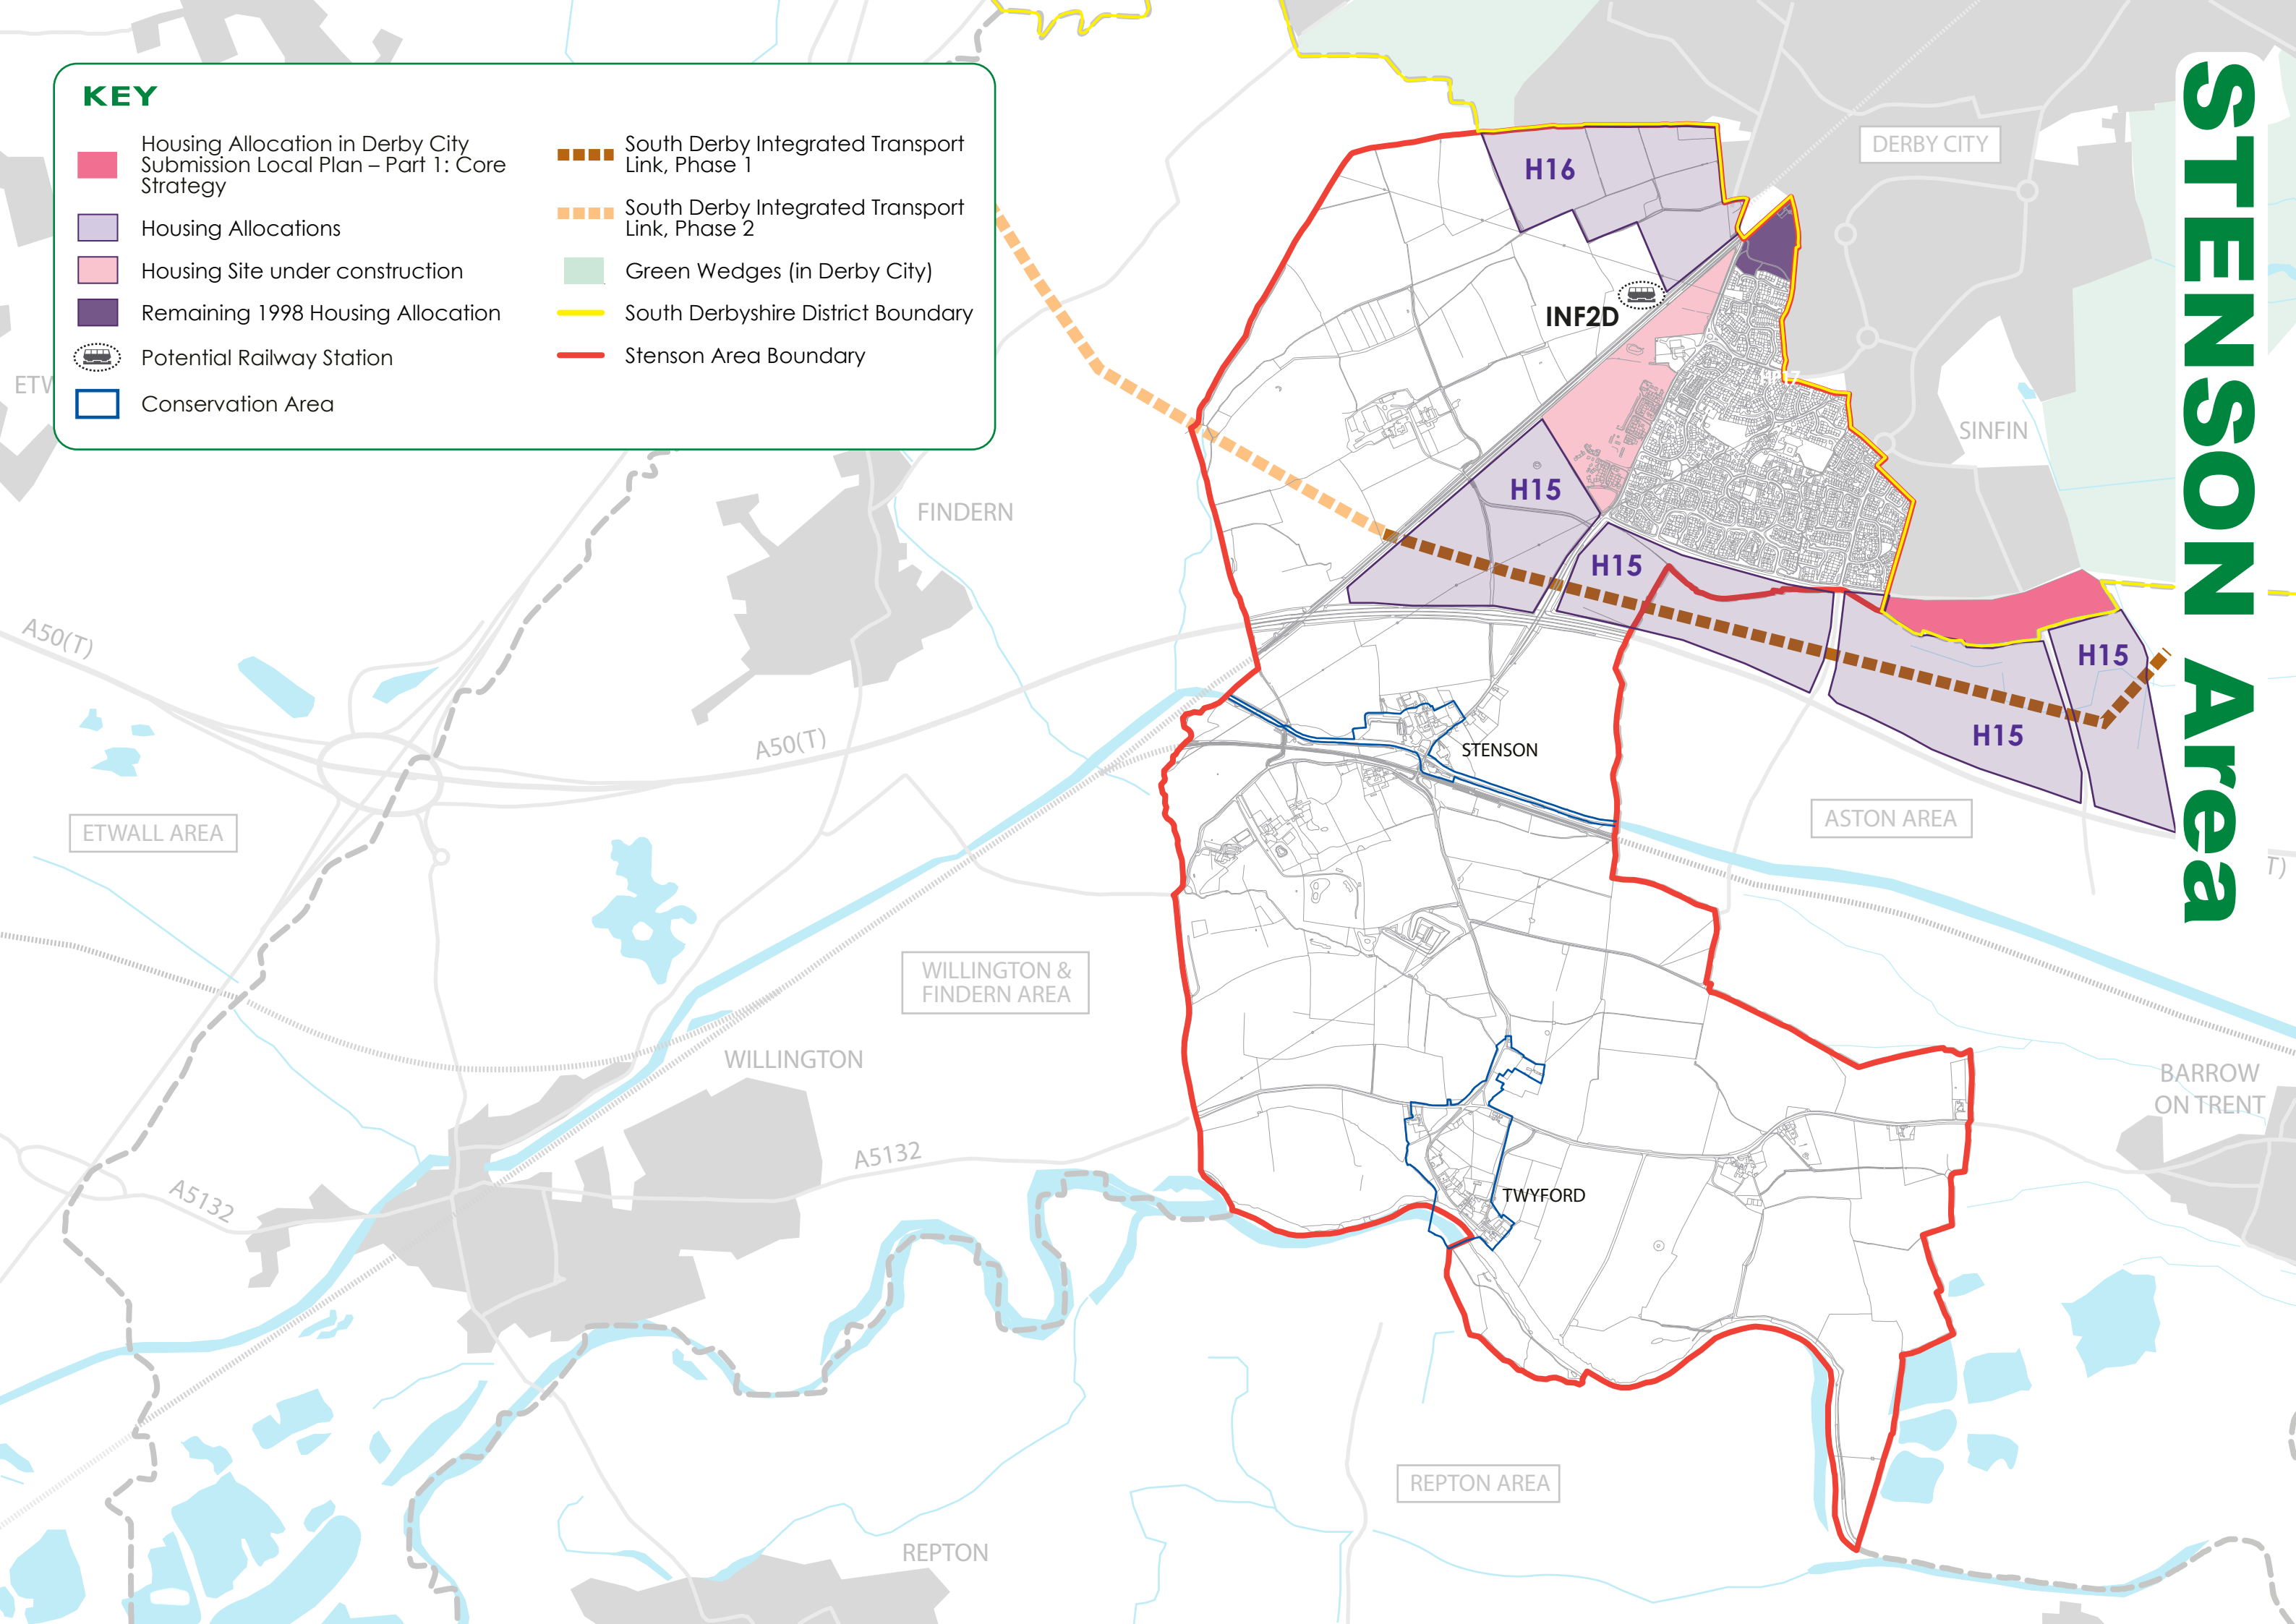 KEY
Housing Allocation in Derby City
Submission Local Plan – Part 1: Core
Strategy
Housing Allocations
Housing Site under construction
Remaining 1998 Housing Allocation
Potential Railway Station
Conservation Area
South Derby Integrated Transport
Link, Phase 1
South Derby Integrated Transport
Link, Phase 2
Green Wedges (in Derby City)
South Derbyshire District Boundary
Stenson Area Boundary
STENSON Area
DERBY CITY
H16
INF2D
SINFIN
ETW
FINDERN
H15
H15
H15
H15
A50(T)
A50(T)
STENSON
ETWALL AREA
ASTON AREA
T)
WILLINGTON &
FINDERN AREA
WILLINGTON
BARROW
ON TRENT
A5132
A5132
TWYFORD
REPTON AREA
REPTON